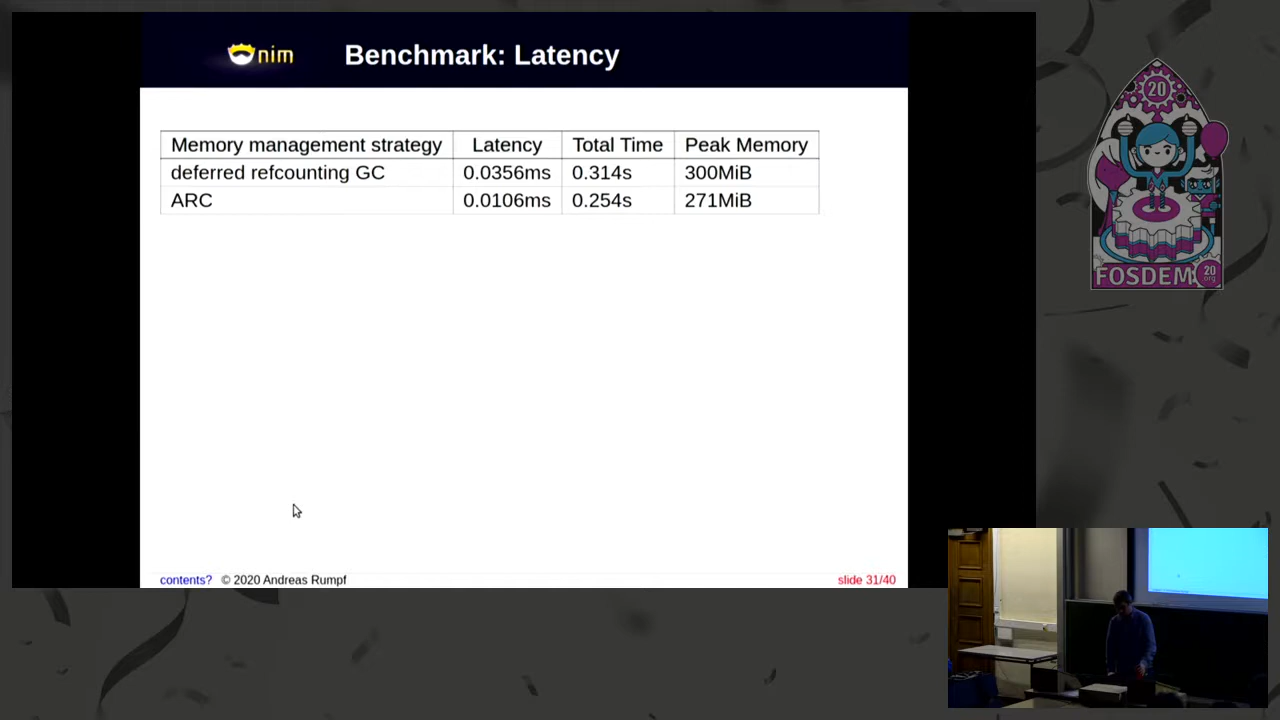 nim
Benchmark: Latency
Memory management strategy Latency Total Time Peak Memory
deferred refcounting GC 0.0356ms 0.314s 300MiB
ARC 0.0106ms 0.254s 271MiB
contents? © 2020 Andreas Rumpf
slide 31/40
20
FOSDEM
20
.org